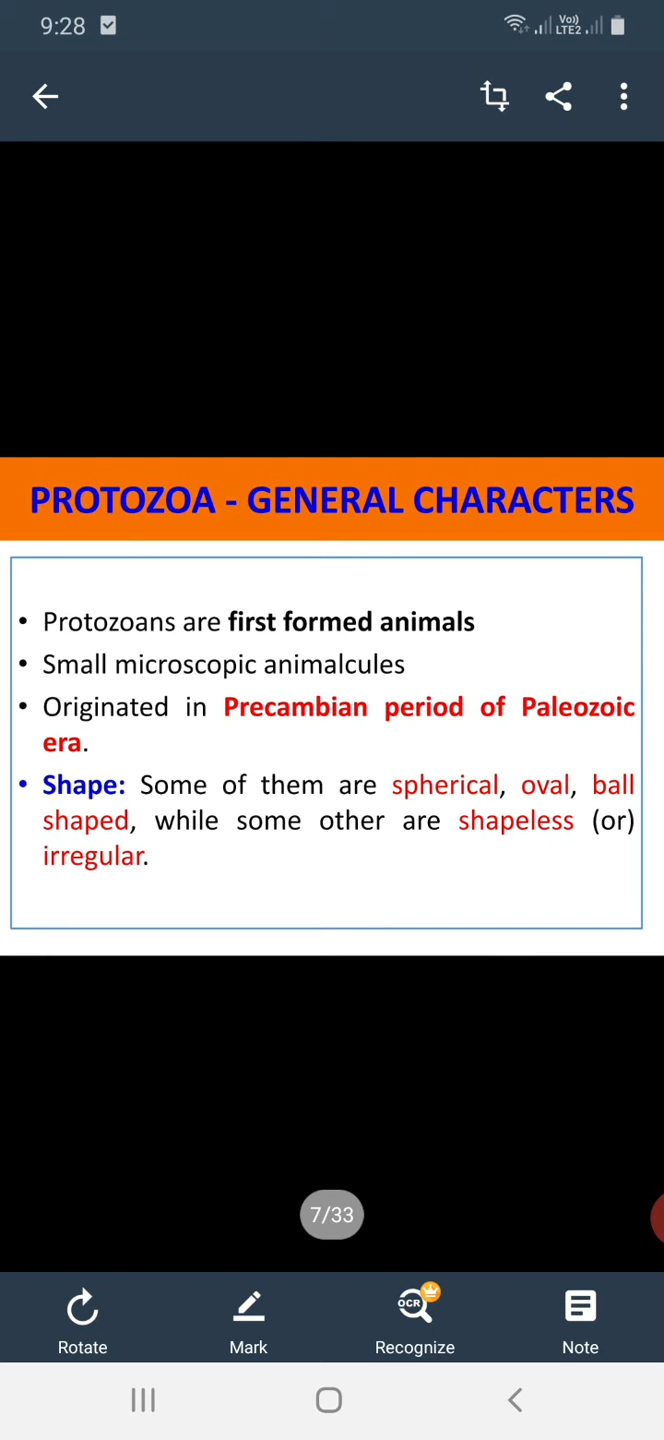 9:28
Vo))
LTE2
PROTOZOA - GENERAL CHARACTERS
• Protozoans are first formed animals
• Small microscopic animalcules
• Originated in Precambian period of Paleozoic
era.
• Shape: Some of them are spherical, oval, ball
shaped, while some other are shapeless (or)
irregular.
7/33
OCR
Rotate Mark Recognize Note